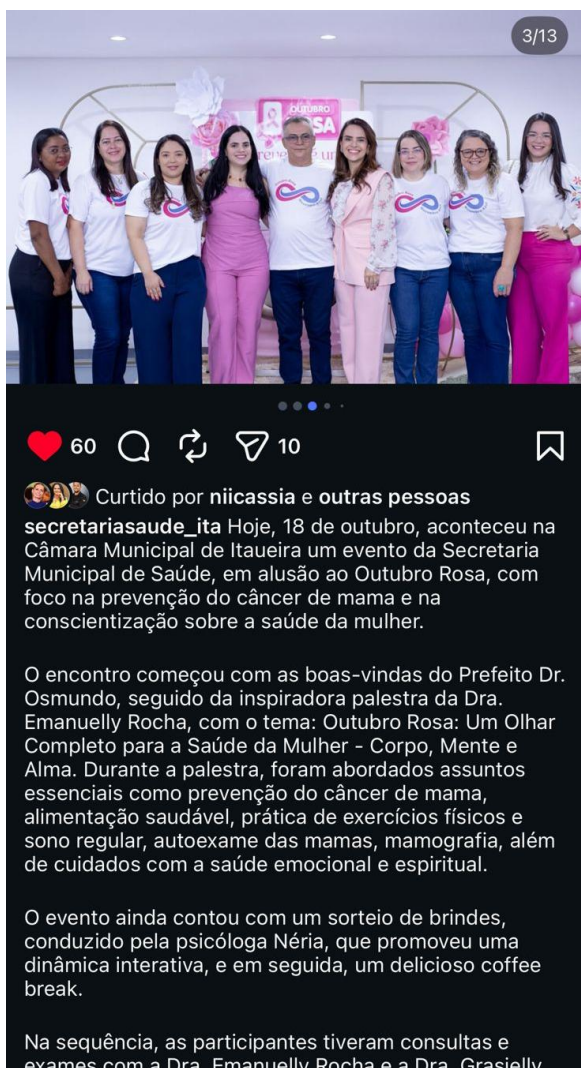 3/13
OUTUBRO
60
10
Curtido por niicassia e outras pessoas
secretariasaude_ita Hoje, 18 de outubro, aconteceu na
Câmara Municipal de Itaueira um evento da Secretaria
Municipal de Saúde, em alusão ao Outubro Rosa, com
foco na prevenção do câncer de mama e na
conscientização sobre a saúde da mulher.
O encontro começou com as boas-vindas do Prefeito Dr.
Osmundo, seguido da inspiradora palestra da Dra.
Emanuelly Rocha, com o tema: Outubro Rosa: Um Olhar
Completo para a Saúde da Mulher - Corpo, Mente e
Alma. Durante a palestra, foram abordados assuntos
essenciais como prevenção do câncer de mama,
alimentação saudável, prática de exercícios físicos e
sono regular, autoexame das mamas, mamografia, além
de cuidados com a saúde emocional e espiritual.
O evento ainda contou com um sorteio de brindes,
conduzido pela psicóloga Néria, que promoveu uma
dinâmica interativa, e em seguida, um delicioso coffee
break.
Na sequência, as participantes tiveram consultas e
exames com a Dra. Emanuelly Rocha e a Dra. Grasielly